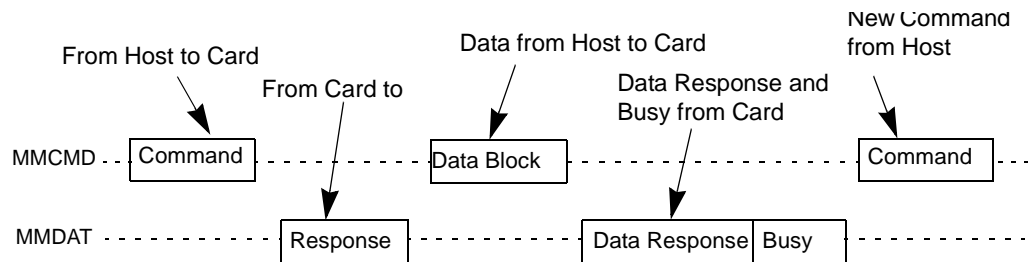 New Command
from Host
Data from Host to Card
From Host to Card
Data Response and
Busy from Card
From Card to
MMCMD
Command
Data Block
Command
MMDAT
Response
Data Response
Busy